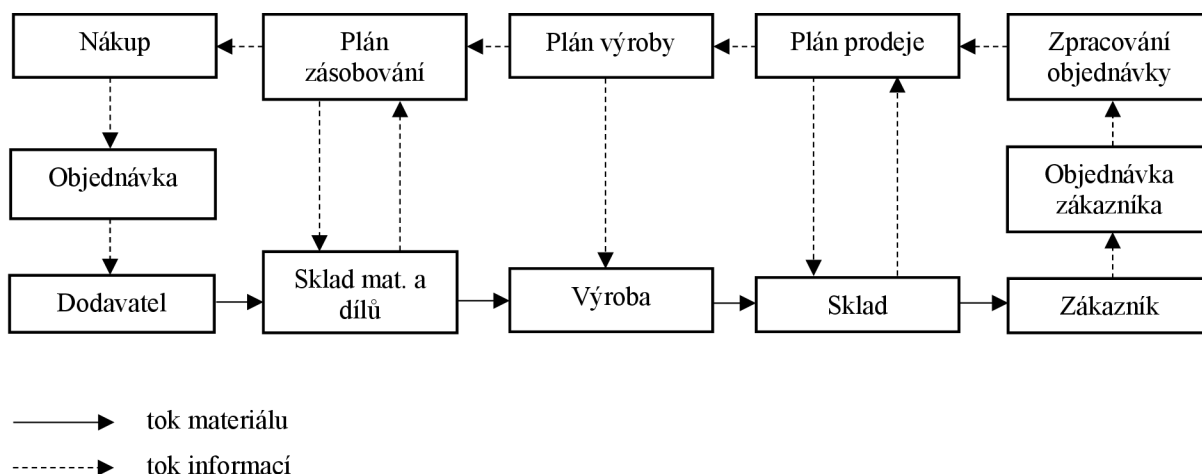 Nákup
Plán
zásobování
Plán výroby
Plán prodeje
Zpracování
objednávky
Objednávka
Objednávka
zákazníka
Dodavatel
Sklad mat. a
dílů
Výroba
Sklad
Zákazník
tok materiálu
tok informací